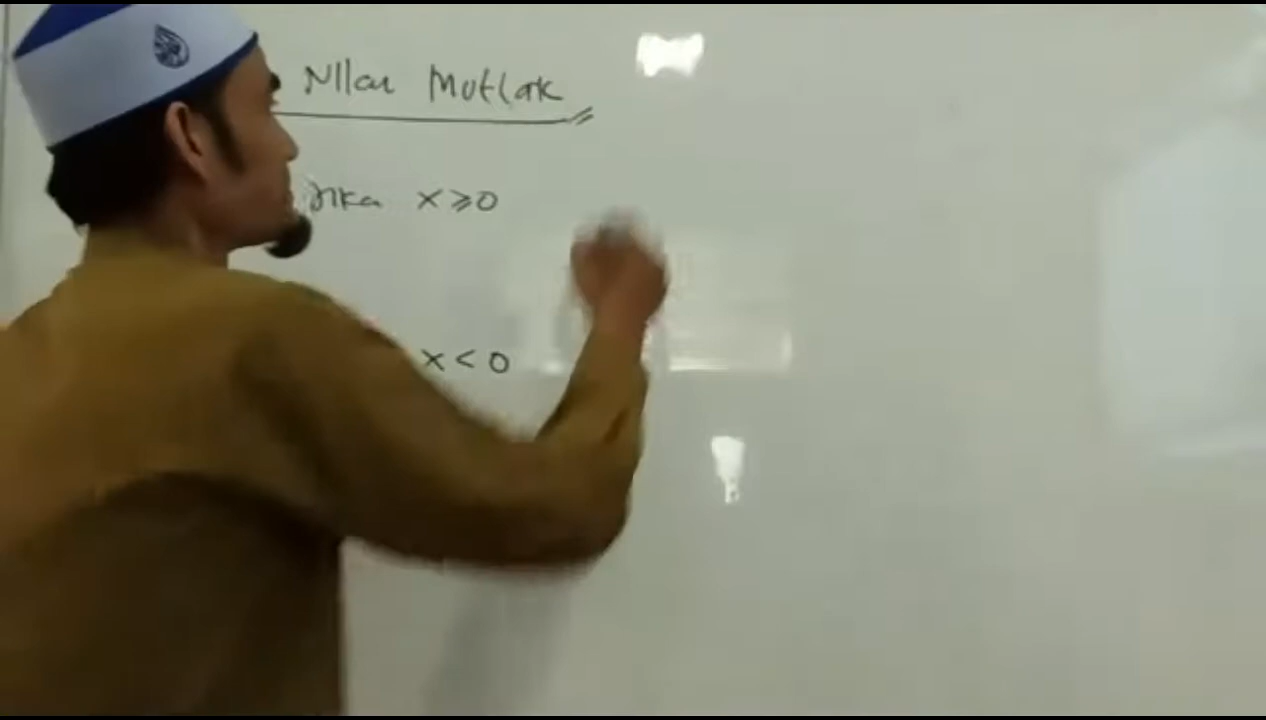 Nilai Mutlak
Jika x ≥ 0
x < 0